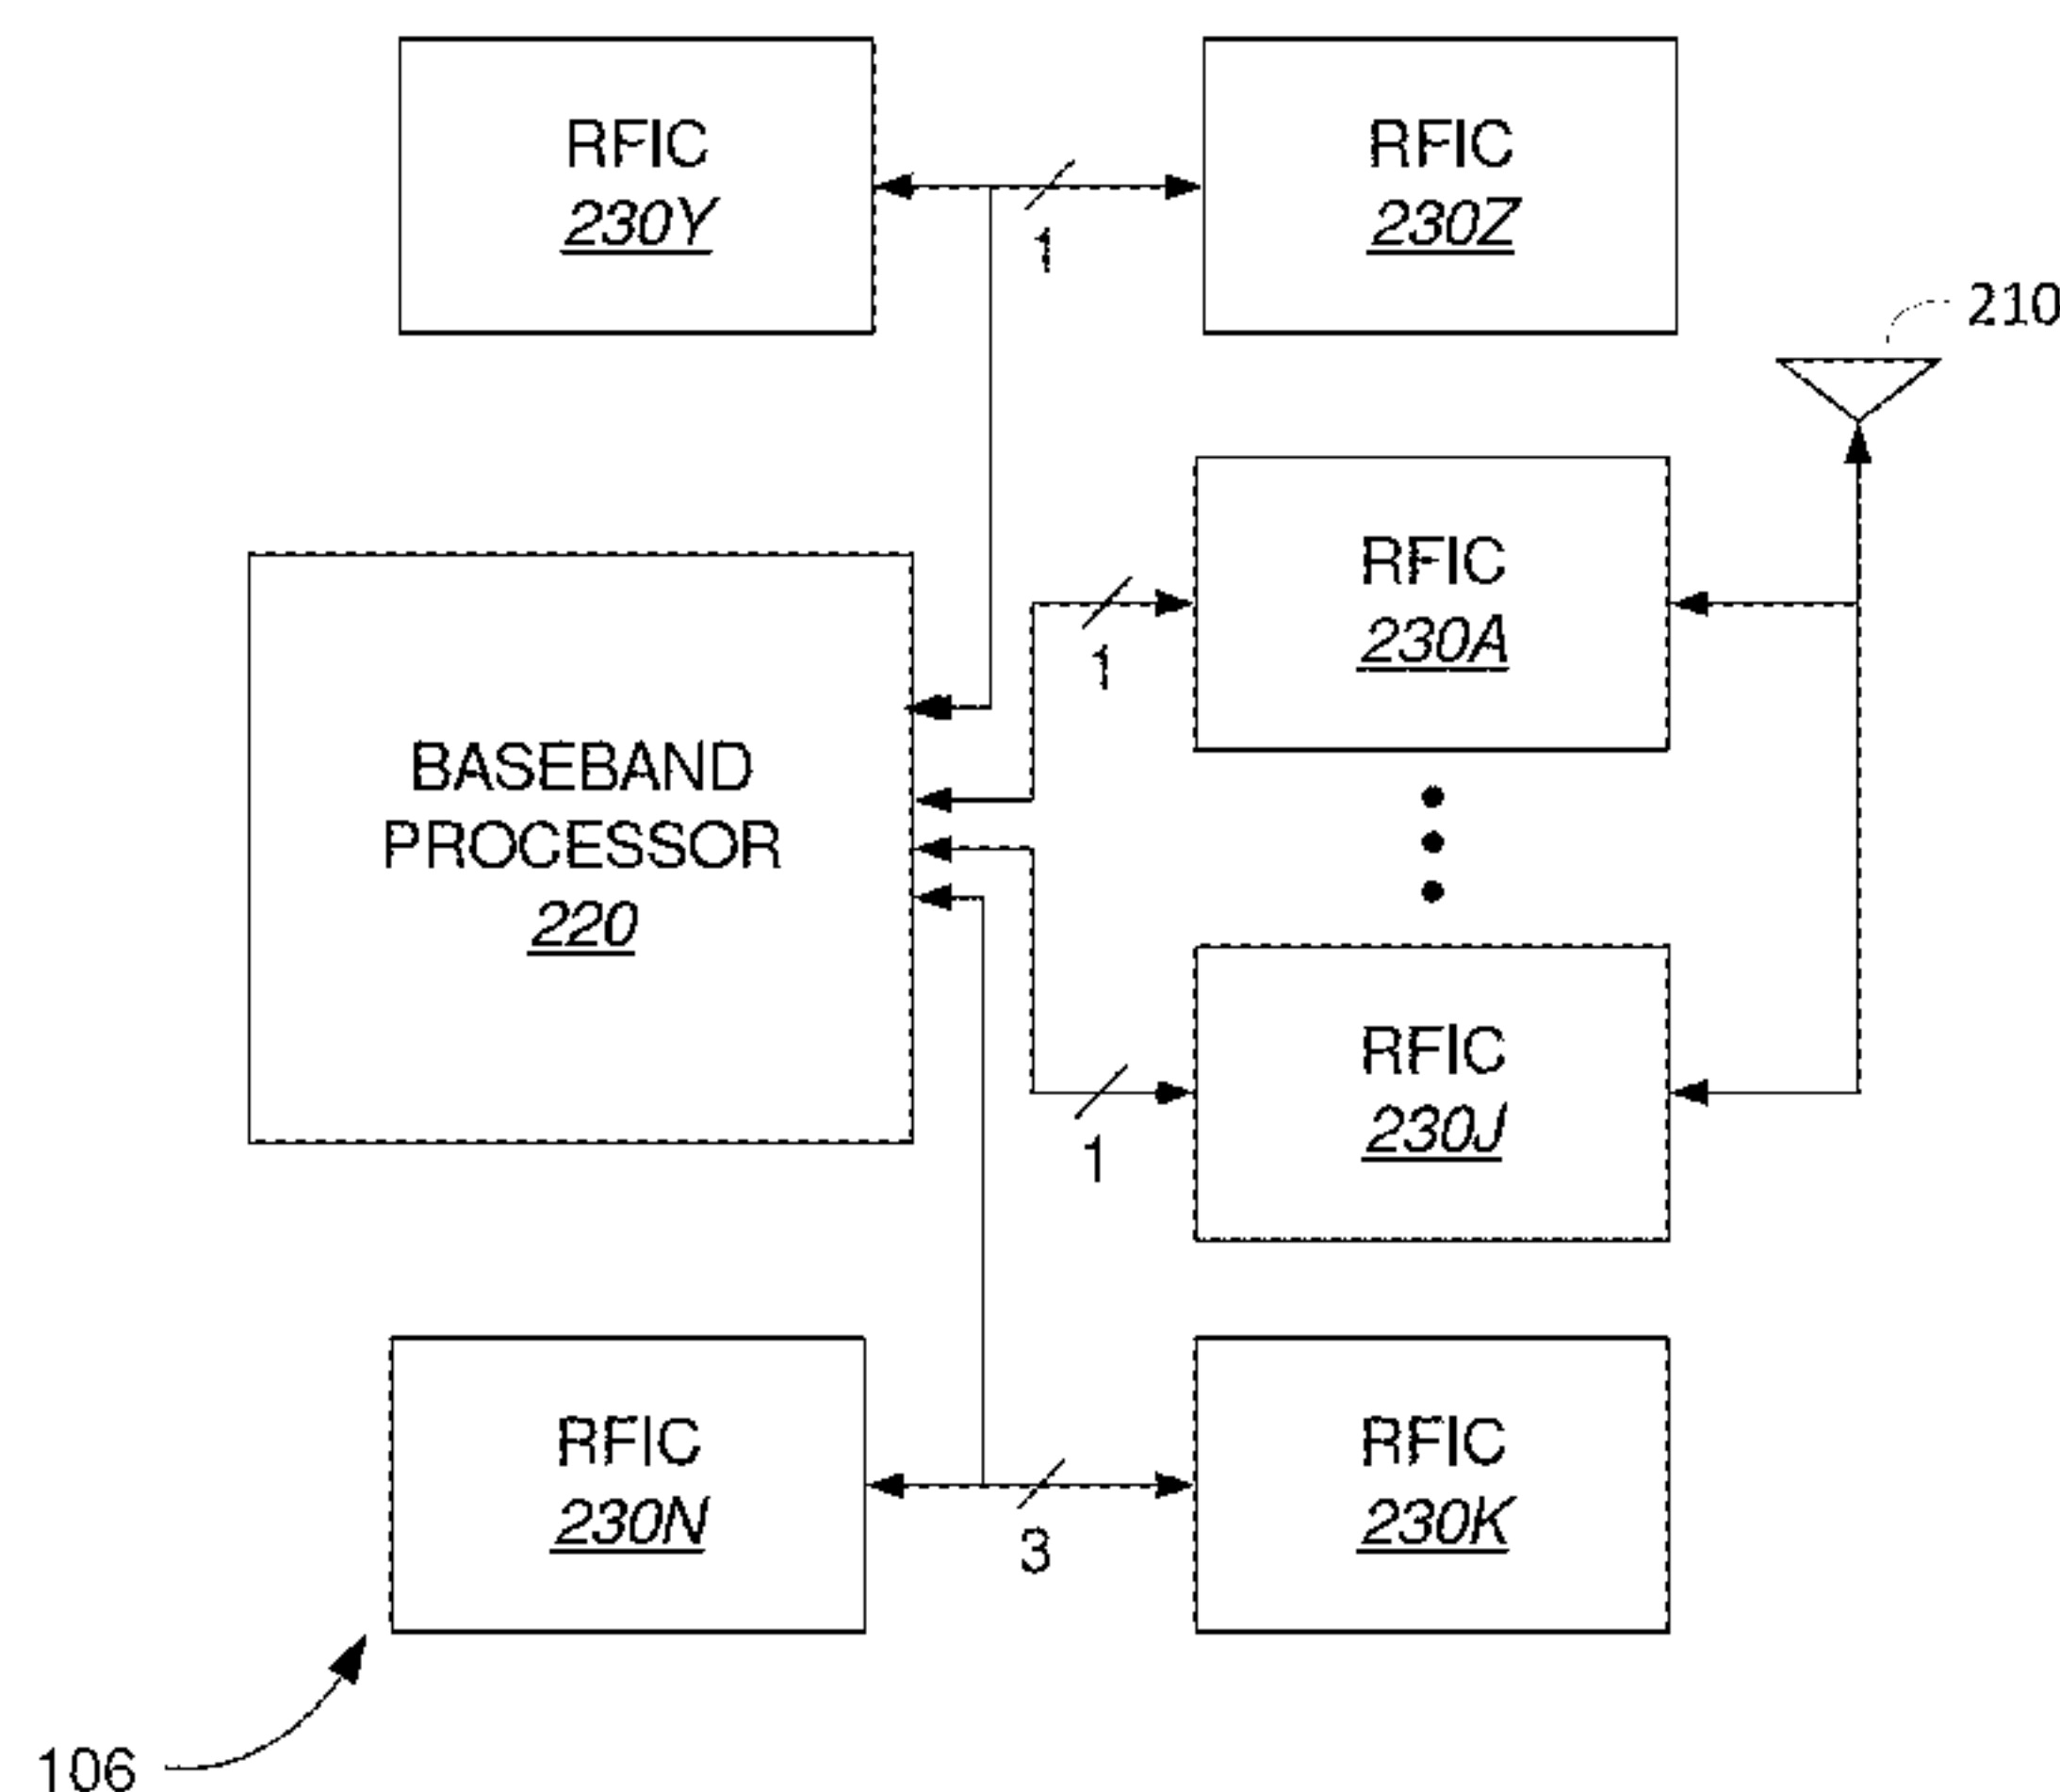 RFIC
230Y
1
RFIC
230Z
210
RFIC
230A
1
BASEBAND
PROCESSOR
220
RFIC
230J
1
RFIC
230N
3
RFIC
230K
106